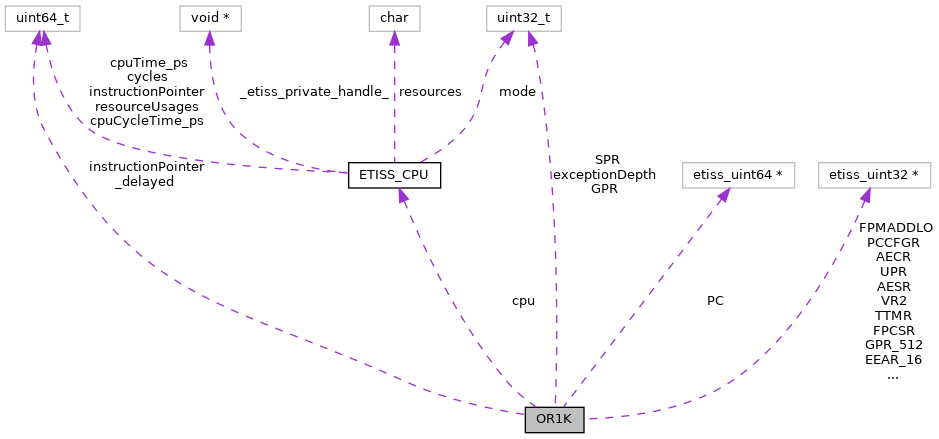 uint64_t
void *
char
uint32_t
cpuTime_ps
cycles
instructionPointer
resourceUsages
cpuCycleTime_ps
_etiss_private_handle_
resources
mode
instructionPointer
_delayed
ETISS_CPU
SPR
exceptionDepth
GPR
etiss_uint64 *
etiss_uint32 *
cpu
PC
FPMADDLO
PCCFGR
AECR
UPR
AESR
VR2
TTMR
FPCSR
GPR_512
EEAR_16
...
OR1K